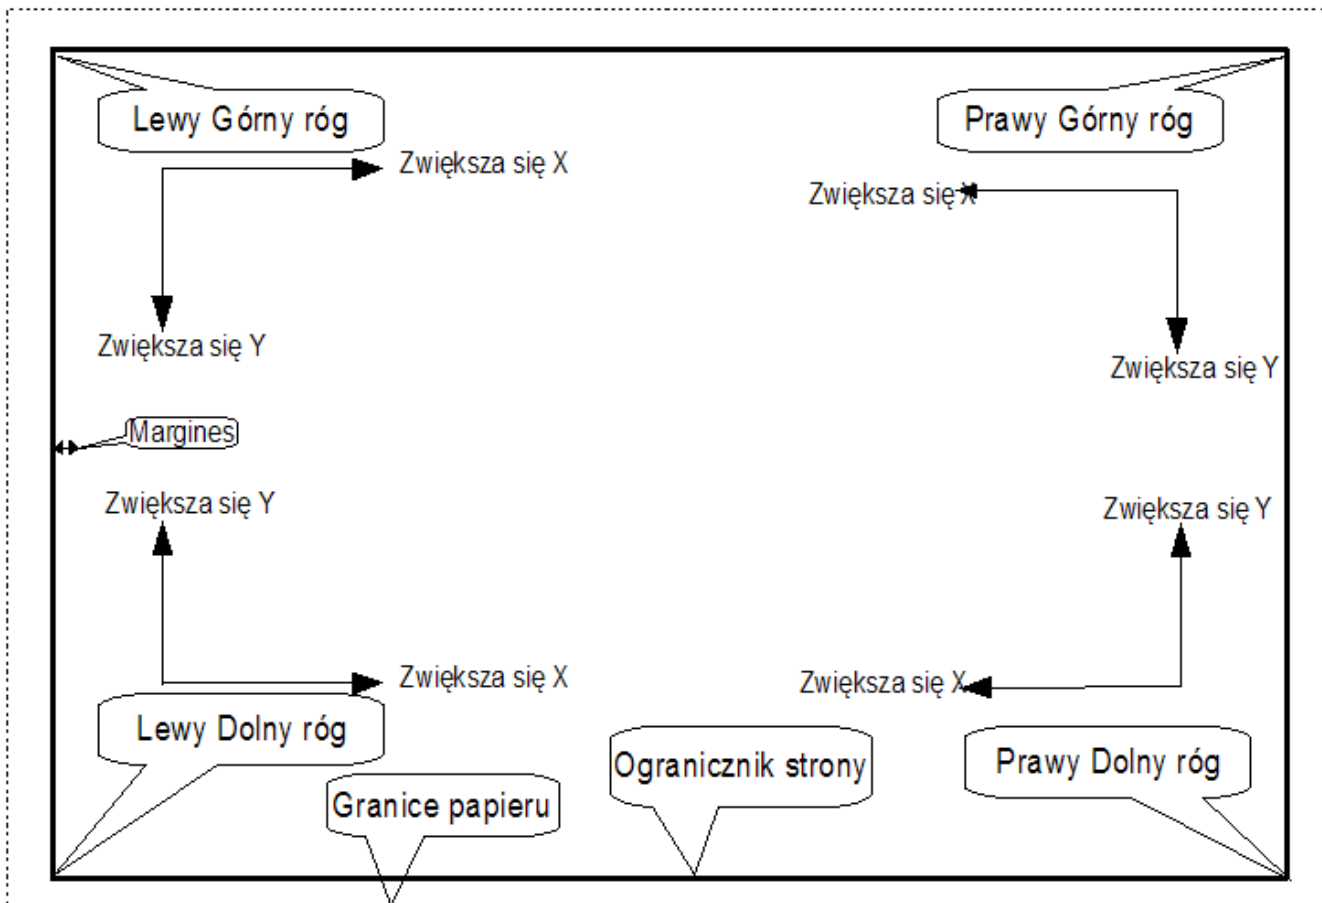 Lewy Górny róg
Prawy Górny róg
Zwiększa się X
Zwiększa się X
Zwiększa się Y
Zwiększa się Y
Margines
Zwiększa się Y
Zwiększa się Y
Zwiększa się X
Zwiększa się X
Lewy Dolny róg
Ogranicznik strony
Prawy Dolny róg
Granice papieru